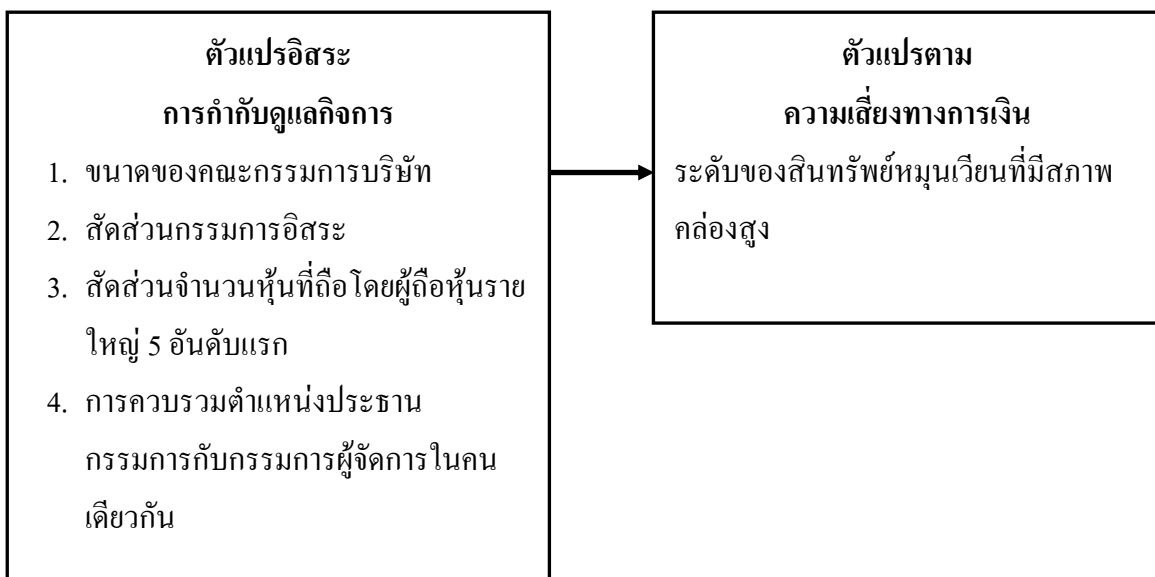 ตัวแปรอิสระ
การกำกับดูแลกิจการ
1. ขนาดของคณะกรรมการบริษัท
2. สัดส่วนกรรมการอิสระ
3. สัดส่วนจำนวนหุ้นที่ถือโดยผู้ถือหุ้นราย
ใหญ่ 5 อันดับแรก
4. การควบรวมตำแหน่งประธาน
กรรมการกับกรรมการผู้จัดการในคน
เดียวกัน
ตัวแปรตาม
ความเสี่ยงทางการเงิน
ระดับของสินทรัพย์หมุนเวียนที่มีสภาพ
คล่องสูง